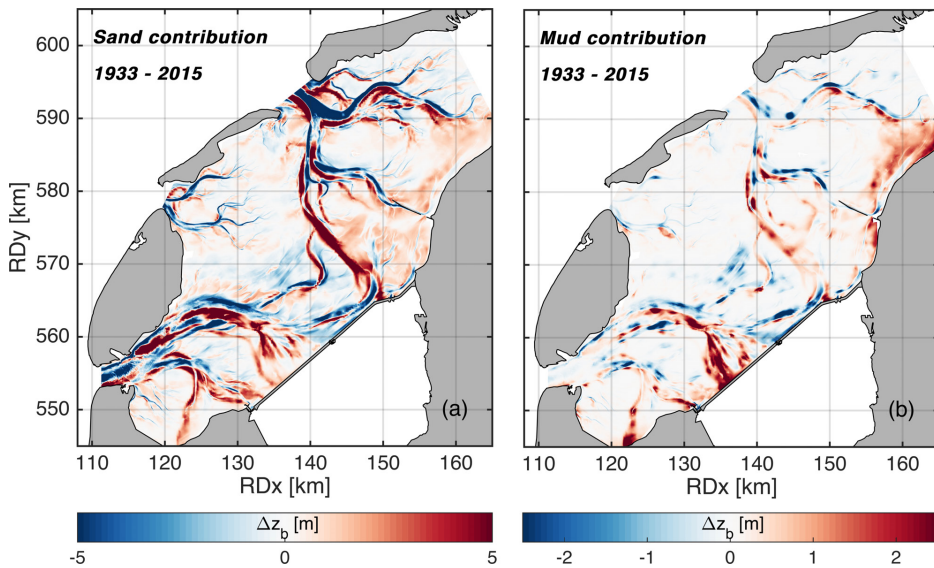 Sand contribution
1933 - 2015
Mud contribution
1933 - 2015
RDy [km]
600
590
580
570
560
550
(a)
(b)
110 120 130 140 150 160
110 120 130 140 150 160
RDx [km]
RDx [km]
Δz_b [m]
-5 0 5
Δz_b [m]
-2 -1 0 1 2